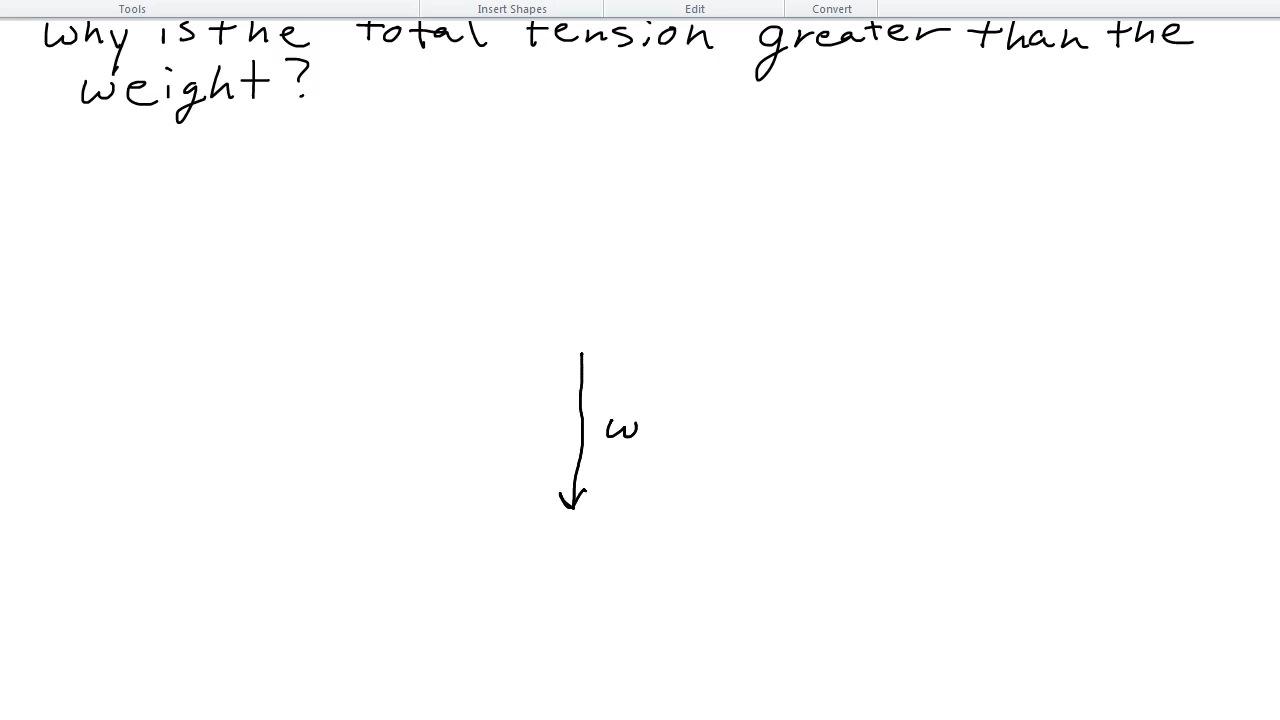 Tools Insert Shapes Edit Convert
why is the total tension greater than the
weight?
w